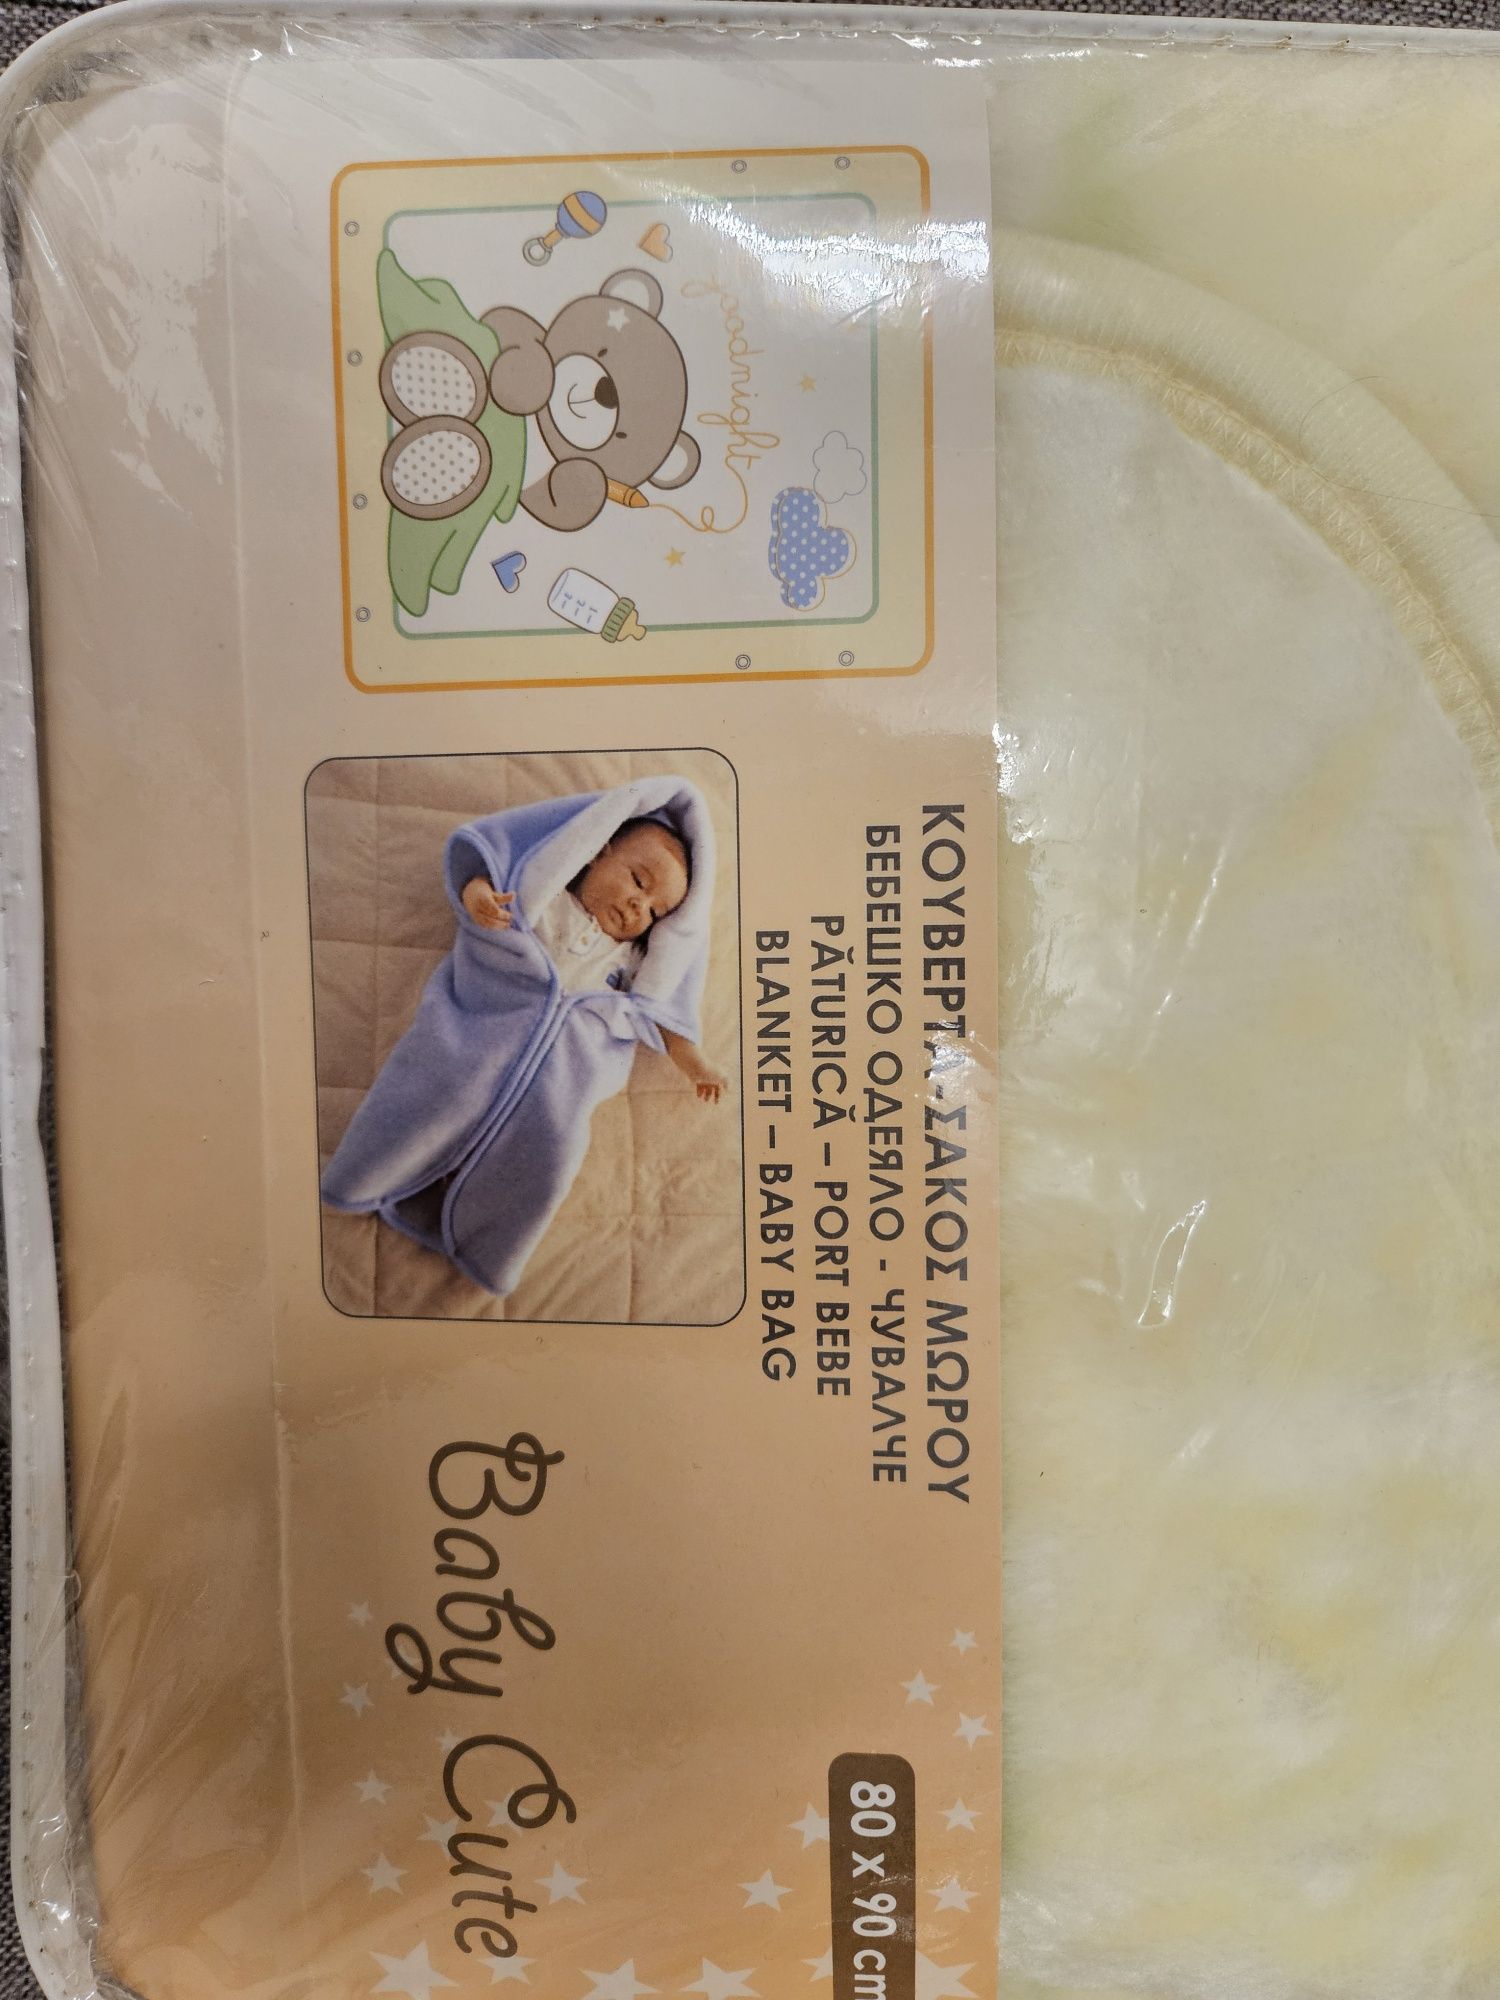 goodnight
ΚΟΥΒΕΡΤΑ-ΣΑΚΟΣ ΜΩΡΟΥ
БЕБЕШКО ОДЕЯЛО - ЧУВАЛЧЕ
PĂTURICĂ – PORT BEBE
BLANKET – BABY BAG
Baby Cute
80 x 90 cm